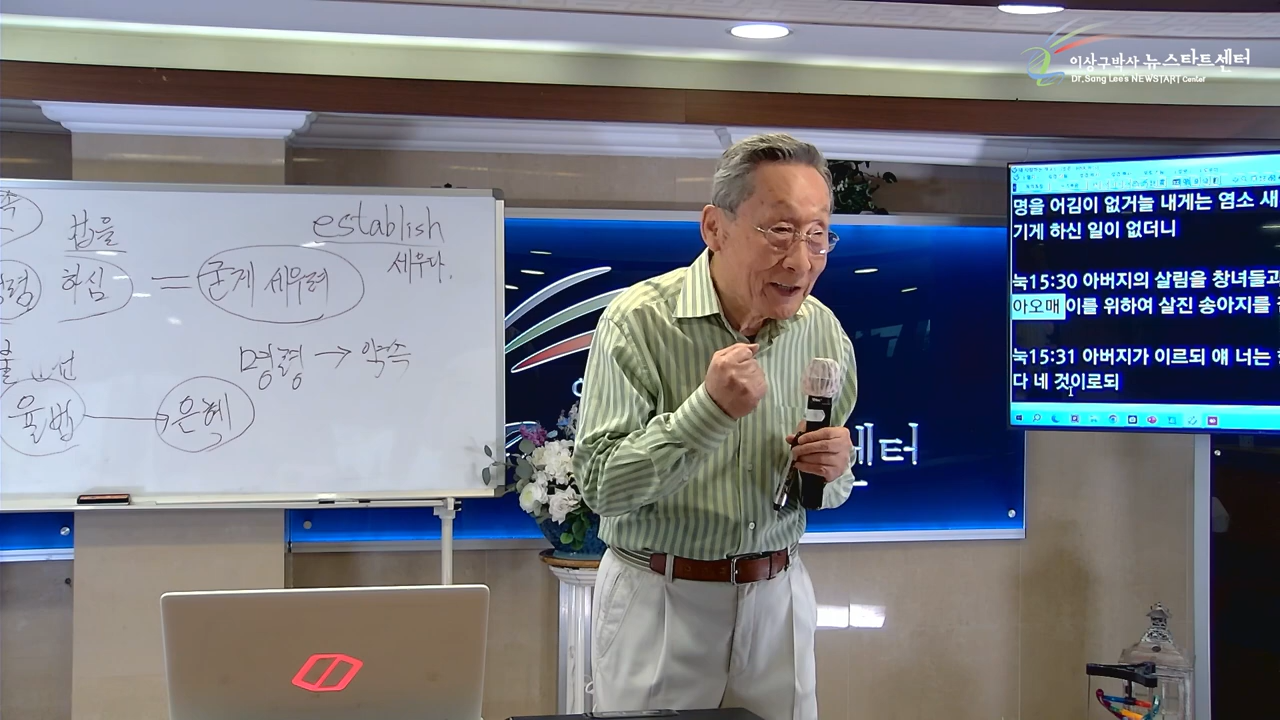 이상구박사 뉴스타트센터
Dr. Sang Lee's NEWSTART Center
법을
establish
하심 = 굳게 세우려
세우다.
명령 → 약속
선
율법 → 은혜
센터
명을 어김이 없거늘 내게는 염소 새
기게 하신 일이 없더니
눅15:30 아버지의 살림을 창녀들과
아오매 이를 위하여 살진 송아지를
눅15:31 아버지가 이르되 얘 너는
다 네 것이로되